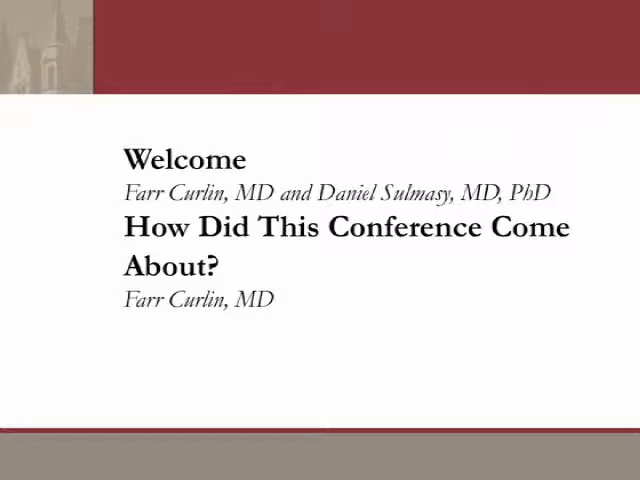 Welcome
Farr Curlin, MD and Daniel Sulmasy, MD, PhD
How Did This Conference Come
About?
Farr Curlin, MD